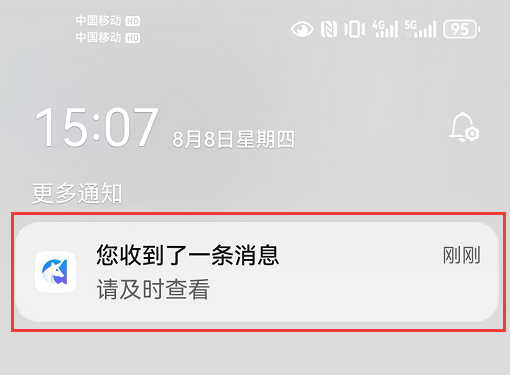 中国移动 HD
中国移动 HD
4G 5G 95
15:07 8月8日星期四
更多通知
您收到了一条消息 刚刚
请及时查看